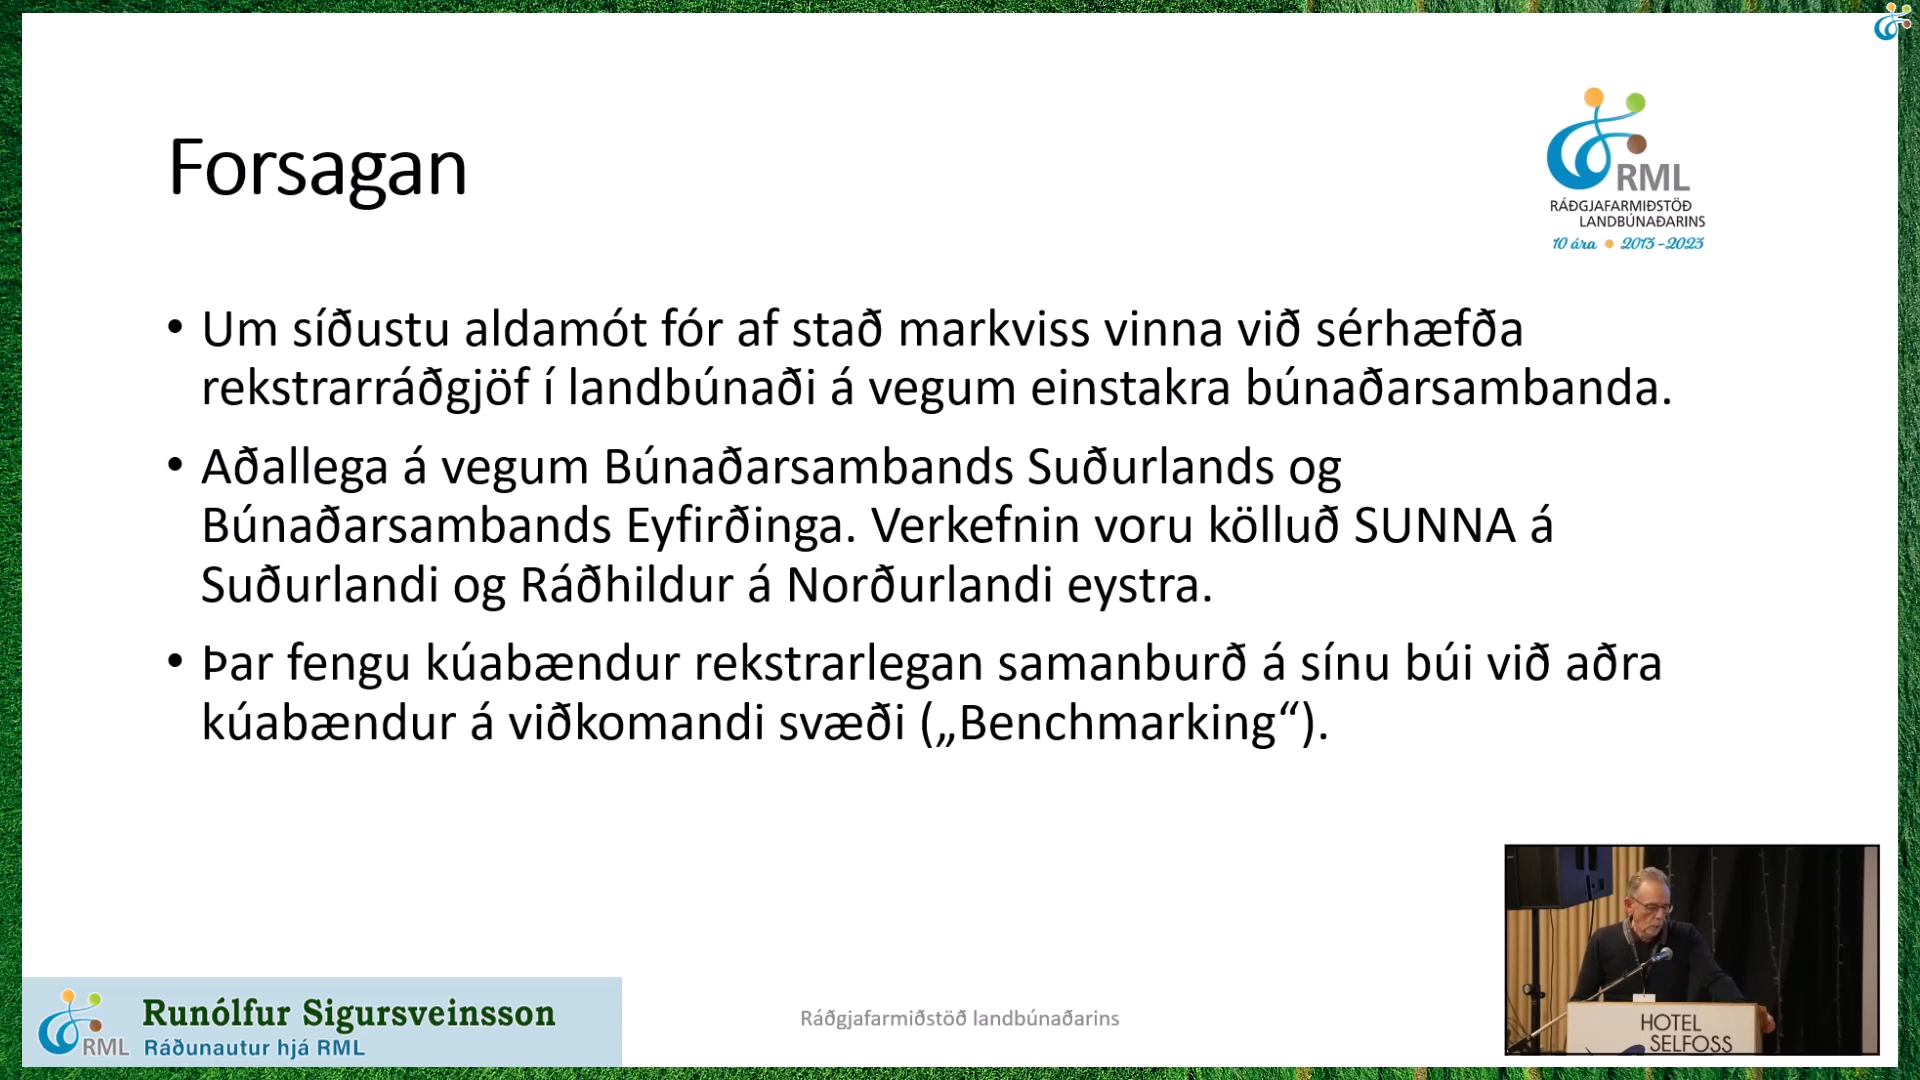 Forsagan
RML
RÁÐGJAFARMIÐSTÖÐ
LANDBÚNAÐARINS
10 ára • 2013-2023
• Um síðustu aldamót fór af stað markviss vinna við sérhæfða
rekstrarráðgjöf í landbúnaði á vegum einstakra búnaðarsambanda.
• Aðallega á vegum Búnaðarsambands Suðurlands og
Búnaðarsambands Eyfirðinga. Verkefnin voru kölluð SUNNA á
Suðurlandi og Ráðhildur á Norðurlandi eystra.
• Þar fengu kúabændur rekstrarlegan samanburð á sínu búi við aðra
kúabændur á viðkomandi svæði („Benchmarking“).
RML
Runólfur Sigursveinsson
Ráðunautur hjá RML
Ráðgjafarmiðstöð landbúnaðarins
HOTEL
SELFOSS